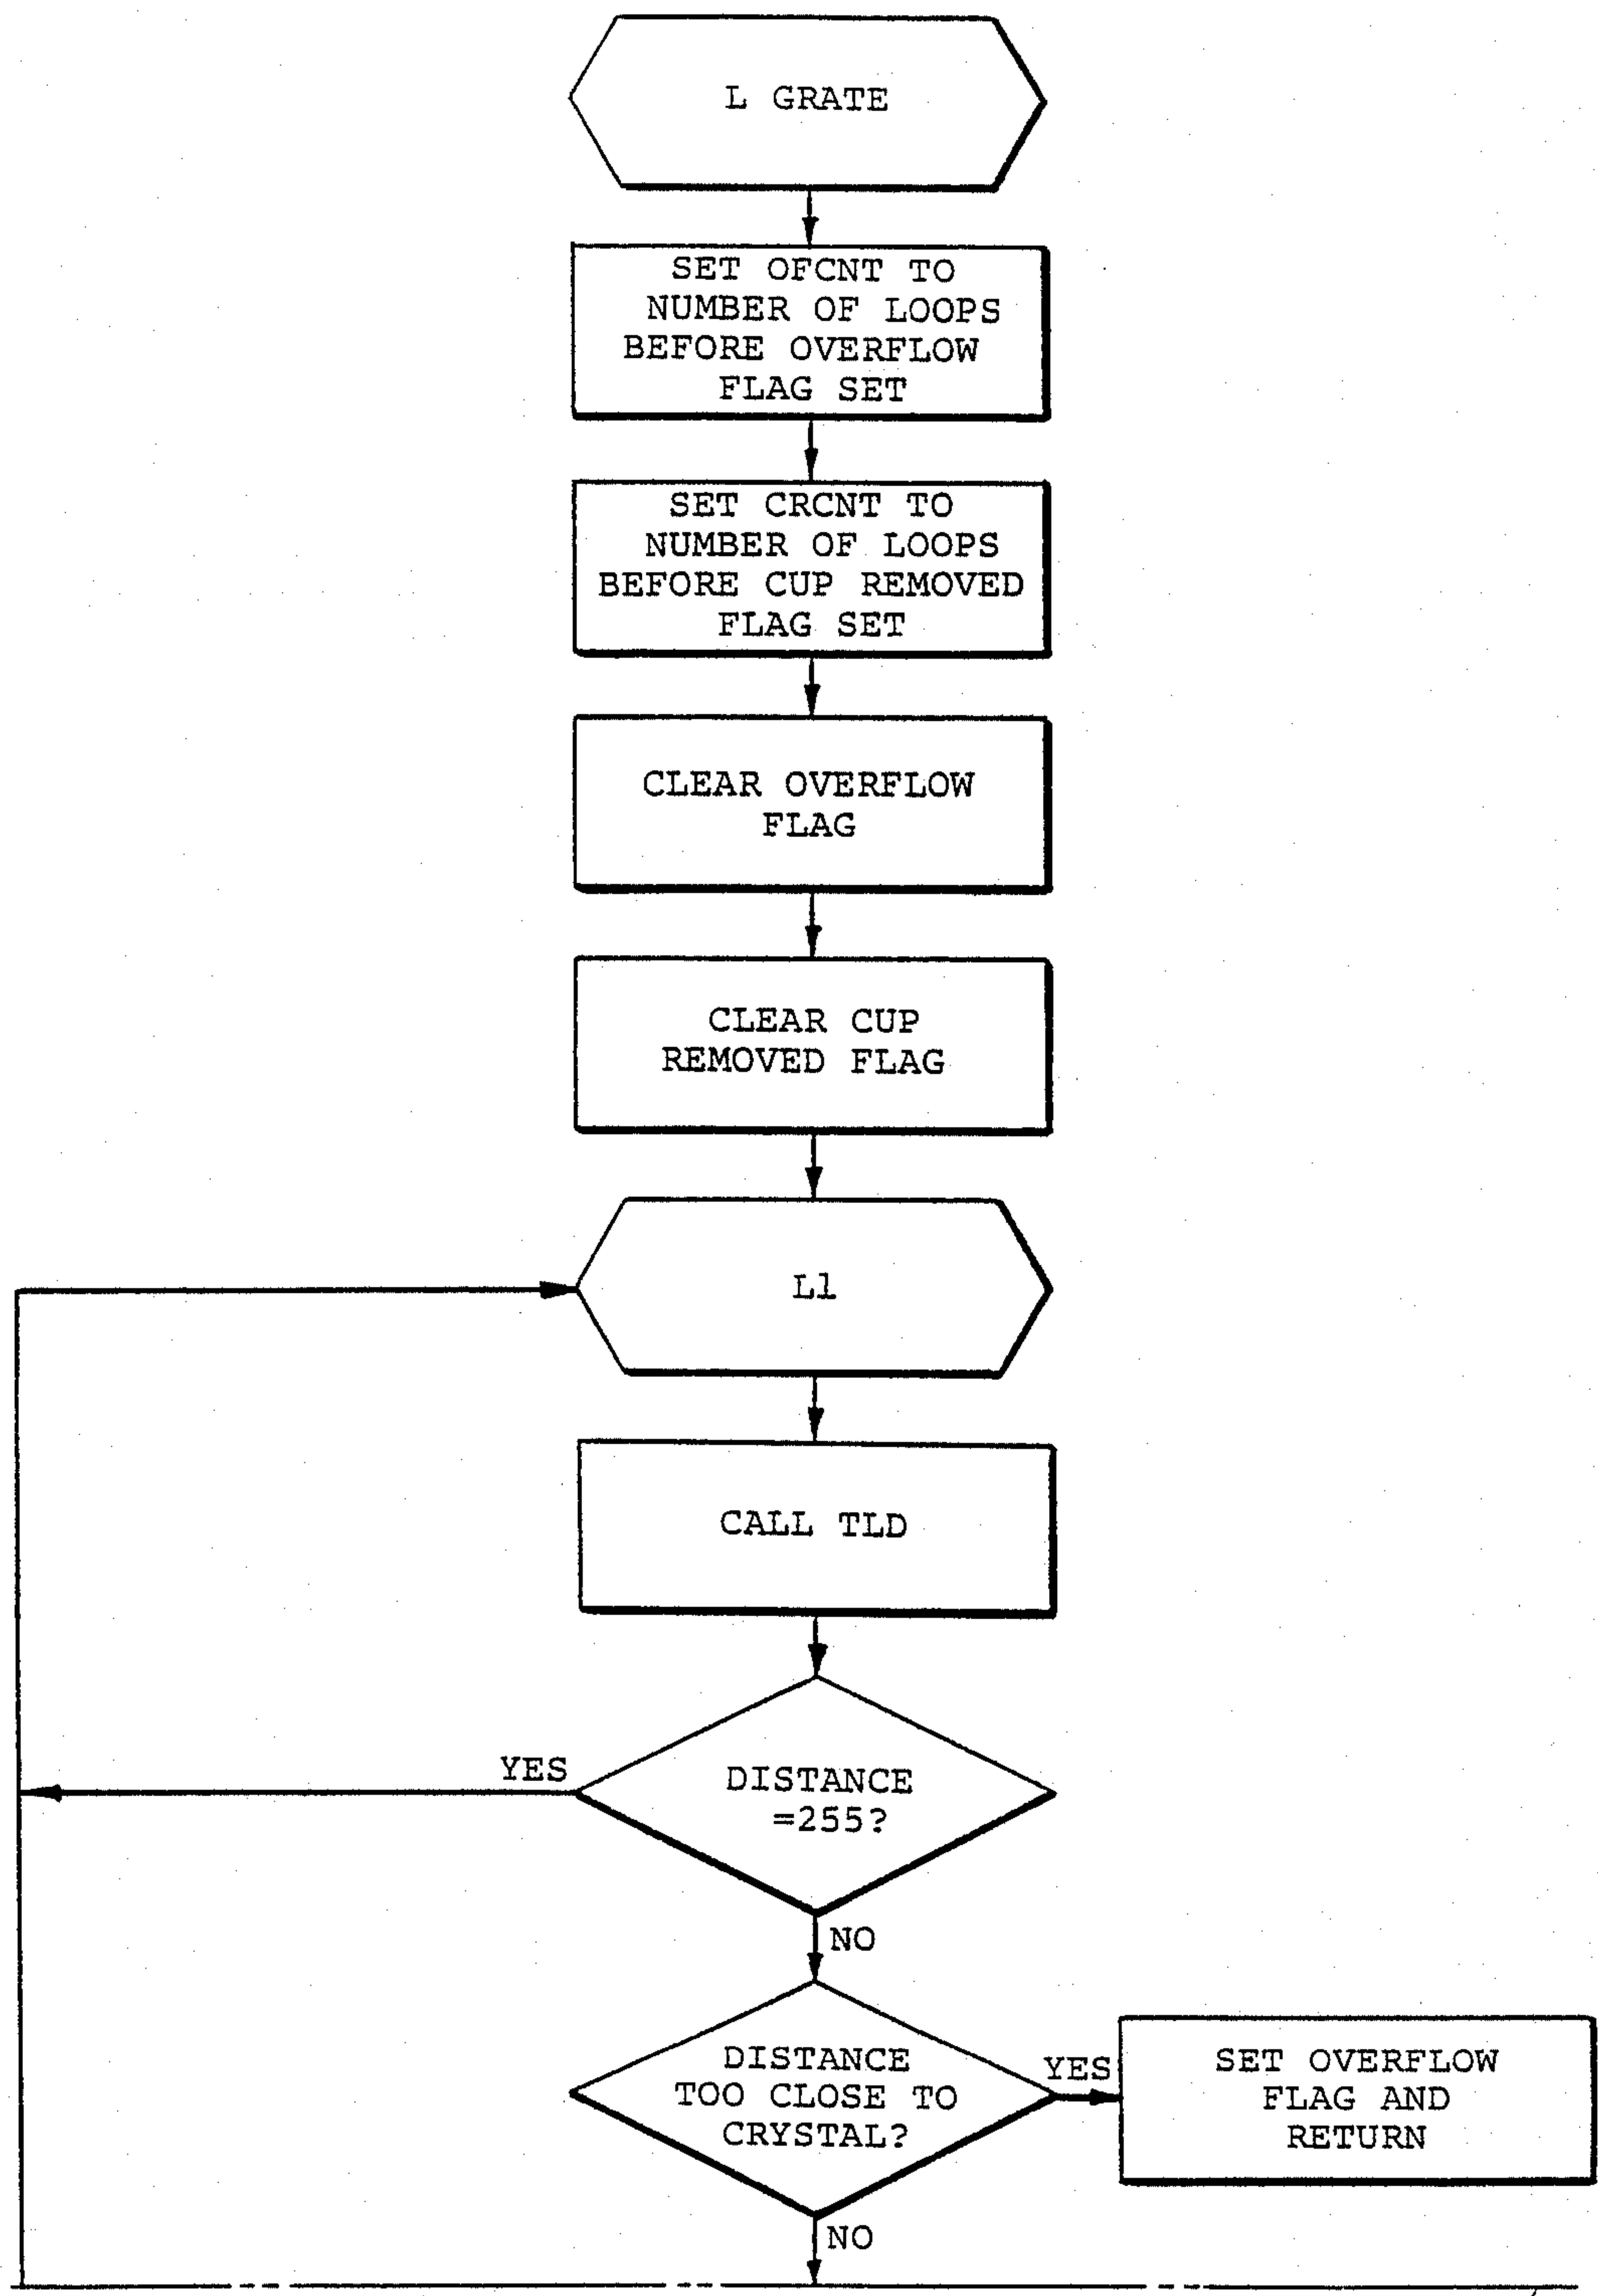 L GRATE
SET OFCNT TO
NUMBER OF LOOPS
BEFORE OVERFLOW
FLAG SET
SET CRCNT TO
NUMBER OF LOOPS
BEFORE CUP REMOVED
FLAG SET
CLEAR OVERFLOW
FLAG
CLEAR CUP
REMOVED FLAG
L1
CALL TLD
YES
DISTANCE
=255?
NO
DISTANCE
TOO CLOSE TO
CRYSTAL?
YES
SET OVERFLOW
FLAG AND
RETURN
NO